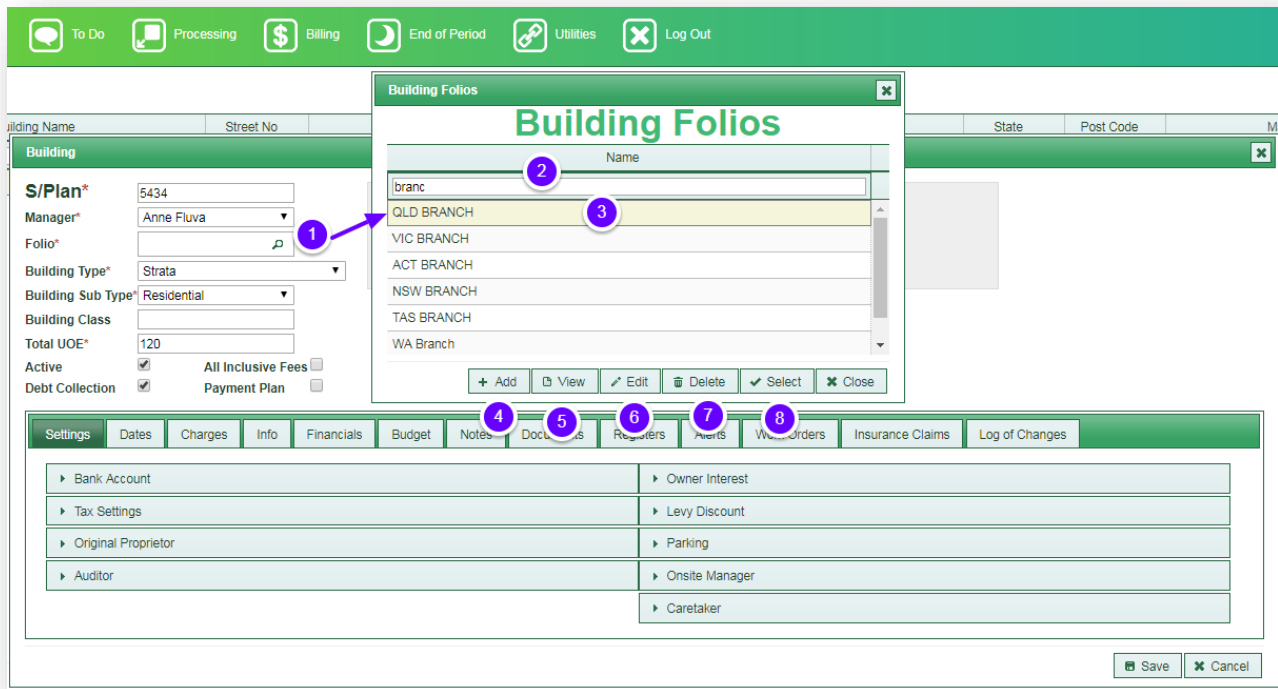 To Do Processing Billing End of Period Utilities Log Out
Building Folios
Building Folios
Name
branc
QLD BRANCH
VIC BRANCH
ACT BRANCH
NSW BRANCH
TAS BRANCH
WA Branch
+ Add View Edit Delete Select Close
1
2
3
4 5 6 7 8
Name Street No State Post Code
Building
S/Plan* 5434
Manager* Anne Fluva
Folio*
Building Type* Strata
Building Sub Type* Residential
Building Class
Total UOE* 120
Active All Inclusive Fees
Debt Collection Payment Plan
Settings Dates Charges Info Financials Budget Notes Documents Registers Alerts Work Orders Insurance Claims Log of Changes
Bank Account Owner Interest
Tax Settings Levy Discount
Original Proprietor Parking
Auditor Onsite Manager
Caretaker
Save Cancel